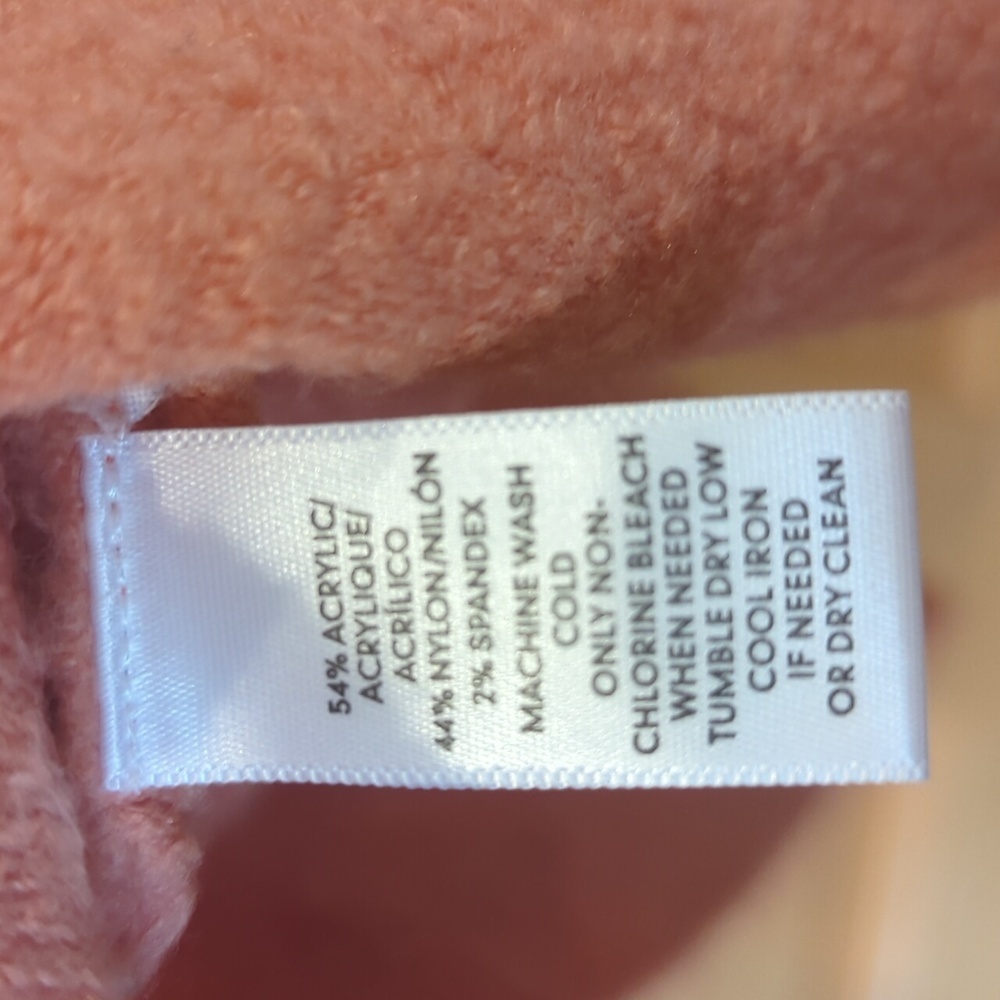 54% ACRYLIC/
ACRYLIQUE/
ACRÍLICO
44% NYLON/NILÓN
2% SPANDEX
MACHINE WASH
COLD
ONLY NON-
CHLORINE BLEACH
WHEN NEEDED
TUMBLE DRY LOW
COOL IRON
IF NEEDED
OR DRY CLEAN